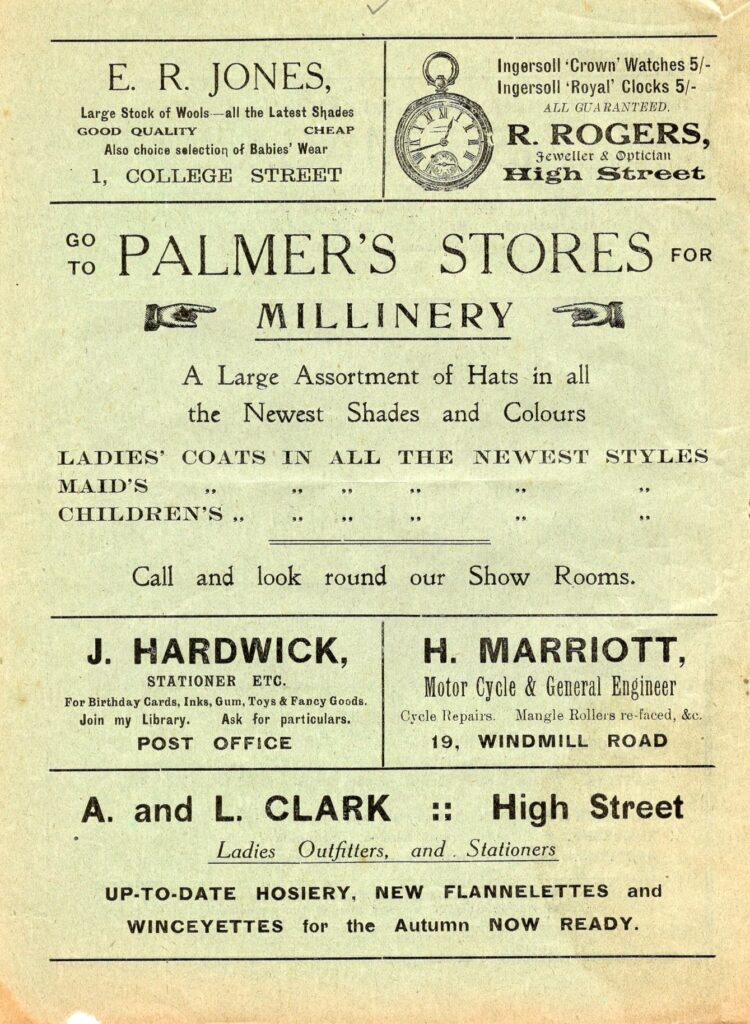 E. R. JONES,
Large Stock of Wools—all the Latest Shades
GOOD QUALITY CHEAP
Also choice selection of Babies' Wear
1, COLLEGE STREET
Ingersoll 'Crown' Watches 5/-
Ingersoll 'Royal' Clocks 5/-
ALL GUARANTEED.
R. ROGERS,
Jeweller & Optician
High Street
GO TO PALMER'S STORES FOR
MILLINERY
A Large Assortment of Hats in all
the Newest Shades and Colours
LADIES' COATS IN ALL THE NEWEST STYLES
MAID'S ,, ,, ,, ,, ,, ,,
CHILDREN'S ,, ,, ,, ,, ,, ,,
Call and look round our Show Rooms.
J. HARDWICK,
STATIONER ETC.
For Birthday Cards, Inks, Gum, Toys & Fancy Goods.
Join my Library. Ask for particulars.
POST OFFICE
H. MARRIOTT,
Motor Cycle & General Engineer
Cycle Repairs. Mangle Rollers re-faced, &c.
19, WINDMILL ROAD
A. and L. CLARK :: High Street
Ladies Outfitters, and . Stationers
UP-TO-DATE HOSIERY, NEW FLANNELETTES and
WINCEYETTES for the Autumn NOW READY.